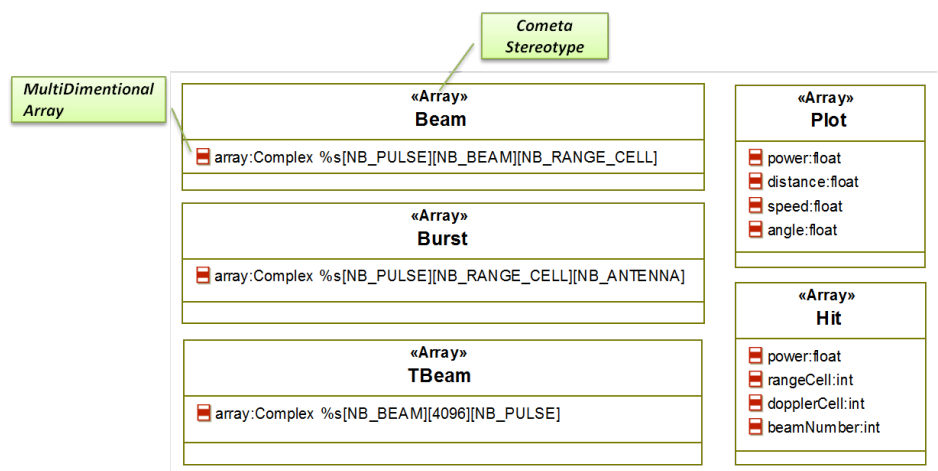 Cometa
Stereotype
MultiDimentional
Array
«Array»
Beam
array:Complex %s[NB_PULSE][NB_BEAM][NB_RANGE_CELL]
«Array»
Burst
array:Complex %s[NB_PULSE][NB_RANGE_CELL][NB_ANTENNA]
«Array»
TBeam
array:Complex %s[NB_BEAM][4096][NB_PULSE]
«Array»
Plot
power:float
distance:float
speed:float
angle:float
«Array»
Hit
power:float
rangeCell:int
dopplerCell:int
beamNumber:int